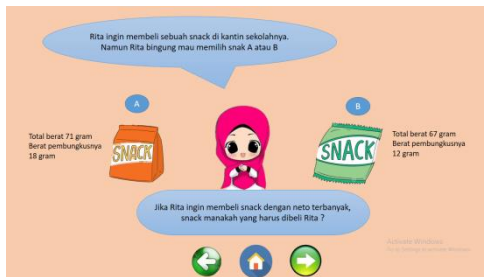 Rita ingin membeli sebuah snack di kantin sekolahnya.
Namun Rita bingung mau memilih snak A atau B
A
B
Total berat 71 gram
Berat pembungkusnya
18 gram
SNACK
SNACK
Total berat 67 gram
Berat pembungkusnya
12 gram
Jika Rita ingin membeli snack dengan neto terbanyak,
snack manakah yang harus dibeli Rita ?
Activate Windows